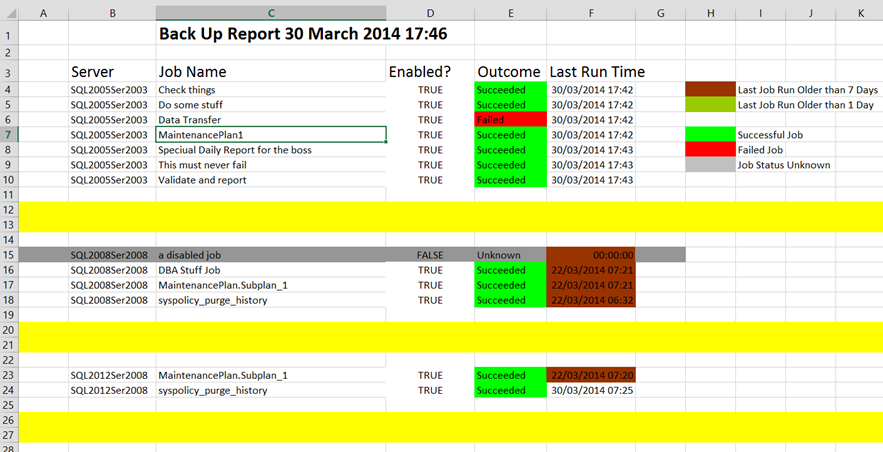 A B C D E F G H I J K
1 Back Up Report 30 March 2014 17:46
2
3 Server Job Name Enabled? Outcome Last Run Time
4 SQL2005Ser2003 Check things TRUE Succeeded 30/03/2014 17:42 Last Job Run Older than 7 Days
5 SQL2005Ser2003 Do some stuff TRUE Succeeded 30/03/2014 17:42 Last Job Run Older than 1 Day
6 SQL2005Ser2003 Data Transfer TRUE Failed 30/03/2014 17:42
7 SQL2005Ser2003 MaintenancePlan1 TRUE Succeeded 30/03/2014 17:42 Successful Job
8 SQL2005Ser2003 Speciual Daily Report for the boss TRUE Succeeded 30/03/2014 17:43 Failed Job
9 SQL2005Ser2003 This must never fail TRUE Succeeded 30/03/2014 17:43 Job Status Unknown
10 SQL2005Ser2003 Validate and report TRUE Succeeded 30/03/2014 17:43
11
12
13
14
15 SQL2008Ser2008 a disabled job FALSE Unknown 00:00:00
16 SQL2008Ser2008 DBA Stuff Job TRUE Succeeded 22/03/2014 07:21
17 SQL2008Ser2008 MaintenancePlan.Subplan_1 TRUE Succeeded 22/03/2014 07:21
18 SQL2008Ser2008 syspolicy_purge_history TRUE Succeeded 22/03/2014 06:32
19
20
21
22
23 SQL2012Ser2008 MaintenancePlan.Subplan_1 TRUE Succeeded 22/03/2014 07:20
24 SQL2012Ser2008 syspolicy_purge_history TRUE Succeeded 30/03/2014 07:25
25
26
27
28